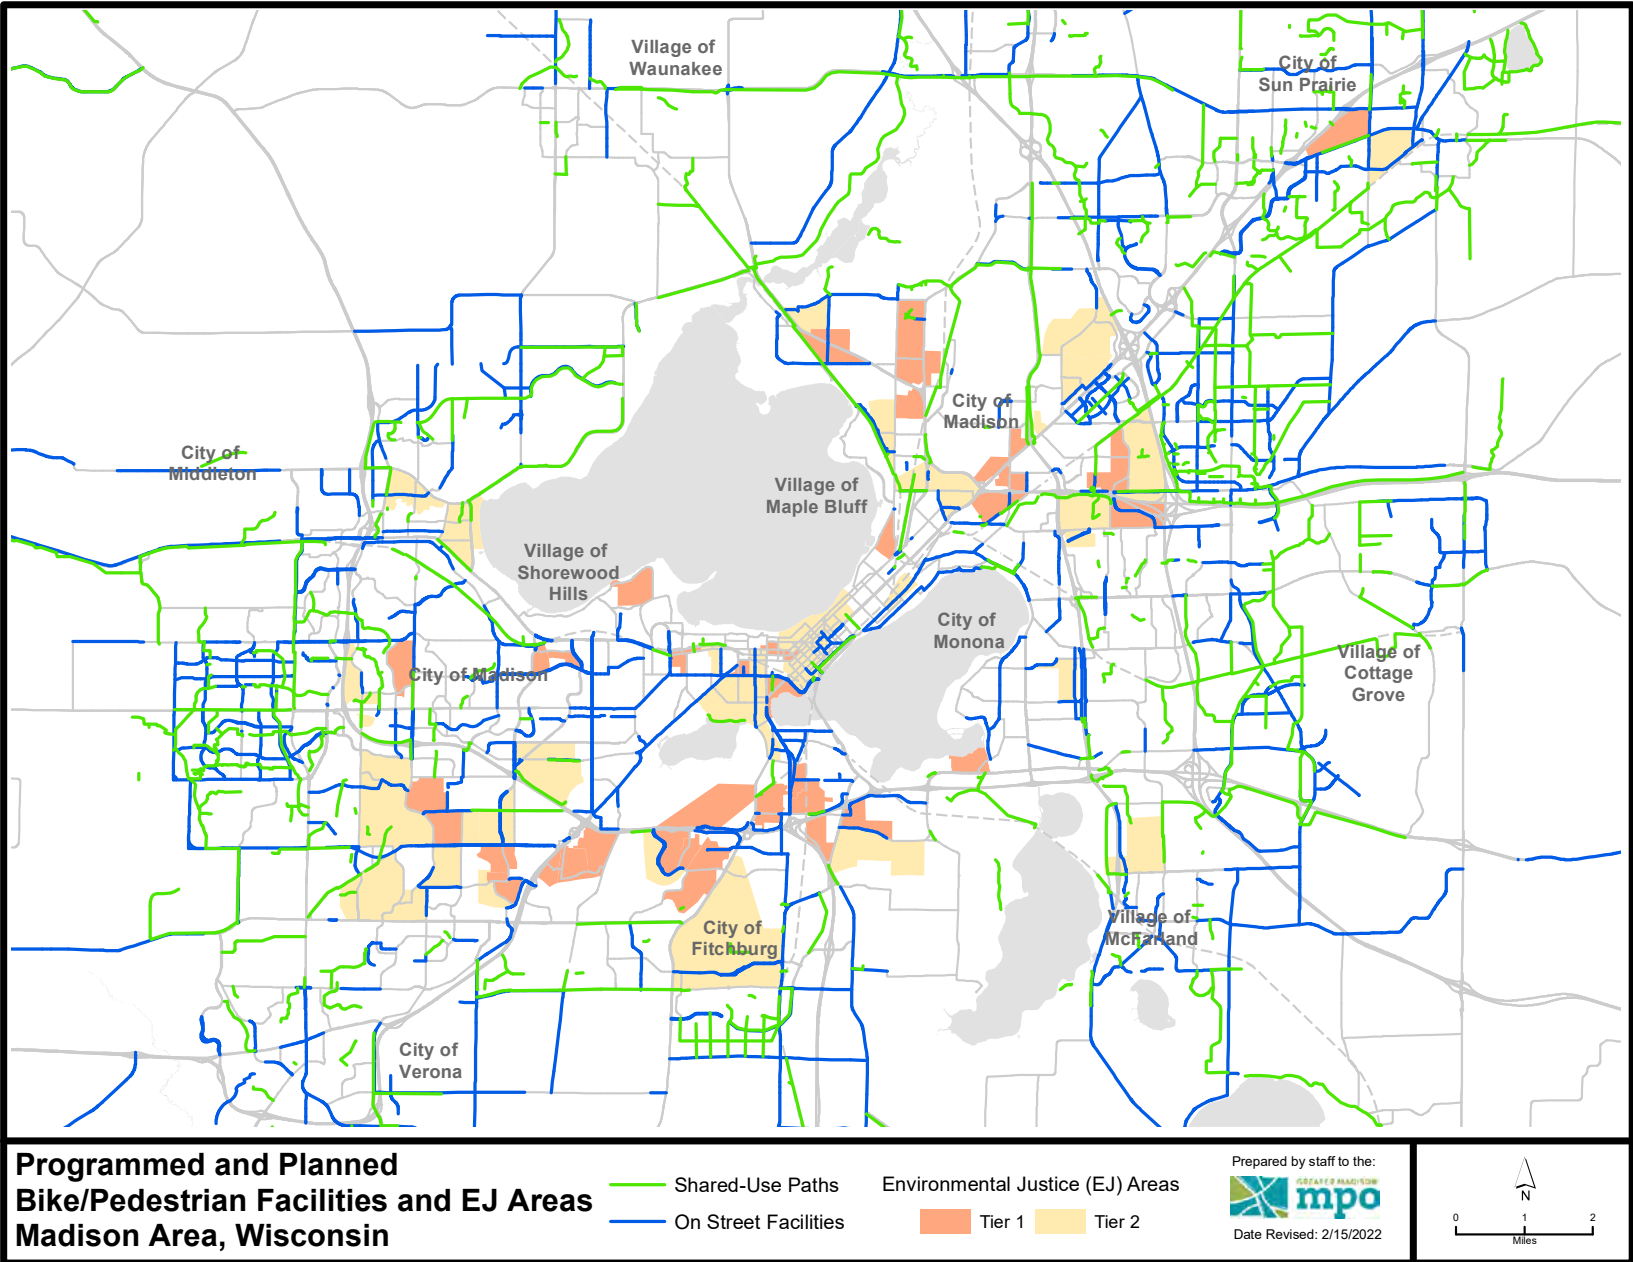 Village of
Waunakee
City of
Sun Prairie
City of
Madison
City of
Middleton
Village of
Maple Bluff
Village of
Shorewood
Hills
City of
Monona
City of Madison
Village of
Cottage
Grove
City of
Fitchburg
Village of
McFarland
City of
Verona
Programmed and Planned
Bike/Pedestrian Facilities and EJ Areas
Madison Area, Wisconsin
Shared-Use Paths
On Street Facilities
Environmental Justice (EJ) Areas
Tier 1
Tier 2
Prepared by staff to the:
GREATER MADISON
mpo
Date Revised: 2/15/2022
N
0 1 2
Miles